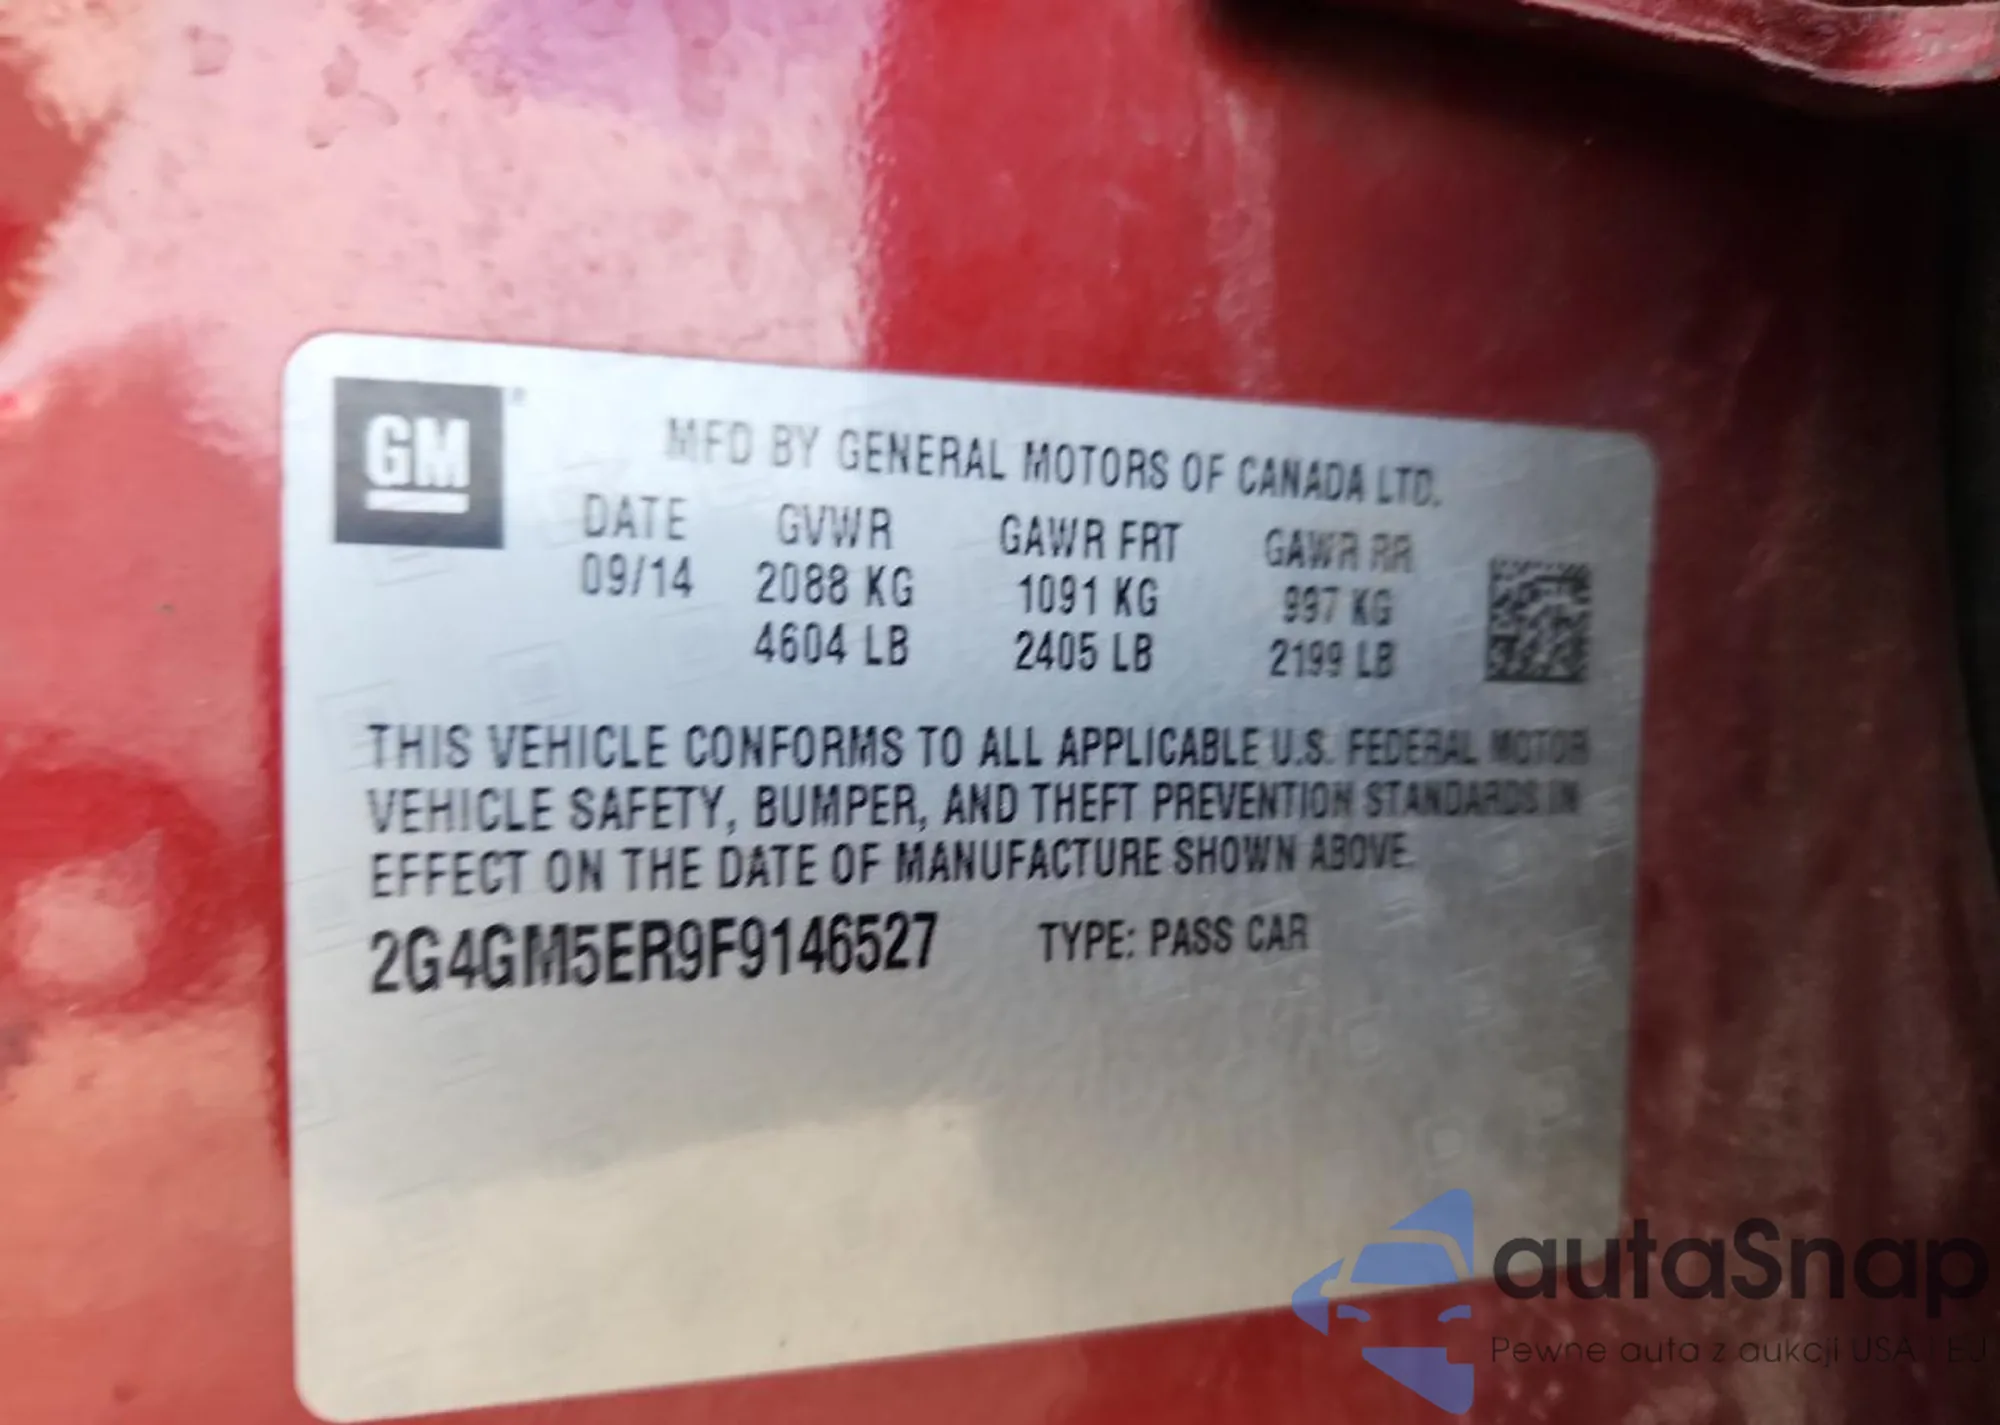 GM
MFD BY GENERAL MOTORS OF CANADA LTD.
DATE GVWR GAWR FRT GAWR RR
09/14 2088 KG 1091 KG 997 KG
4604 LB 2405 LB 2199 LB
THIS VEHICLE CONFORMS TO ALL APPLICABLE U.S. FEDERAL MOTOR
VEHICLE SAFETY, BUMPER, AND THEFT PREVENTION STANDARDS IN
EFFECT ON THE DATE OF MANUFACTURE SHOWN ABOVE.
2G4GM5ER9F9146527 TYPE: PASS CAR
autaSnap
Pewne auta z aukcji USA i EU